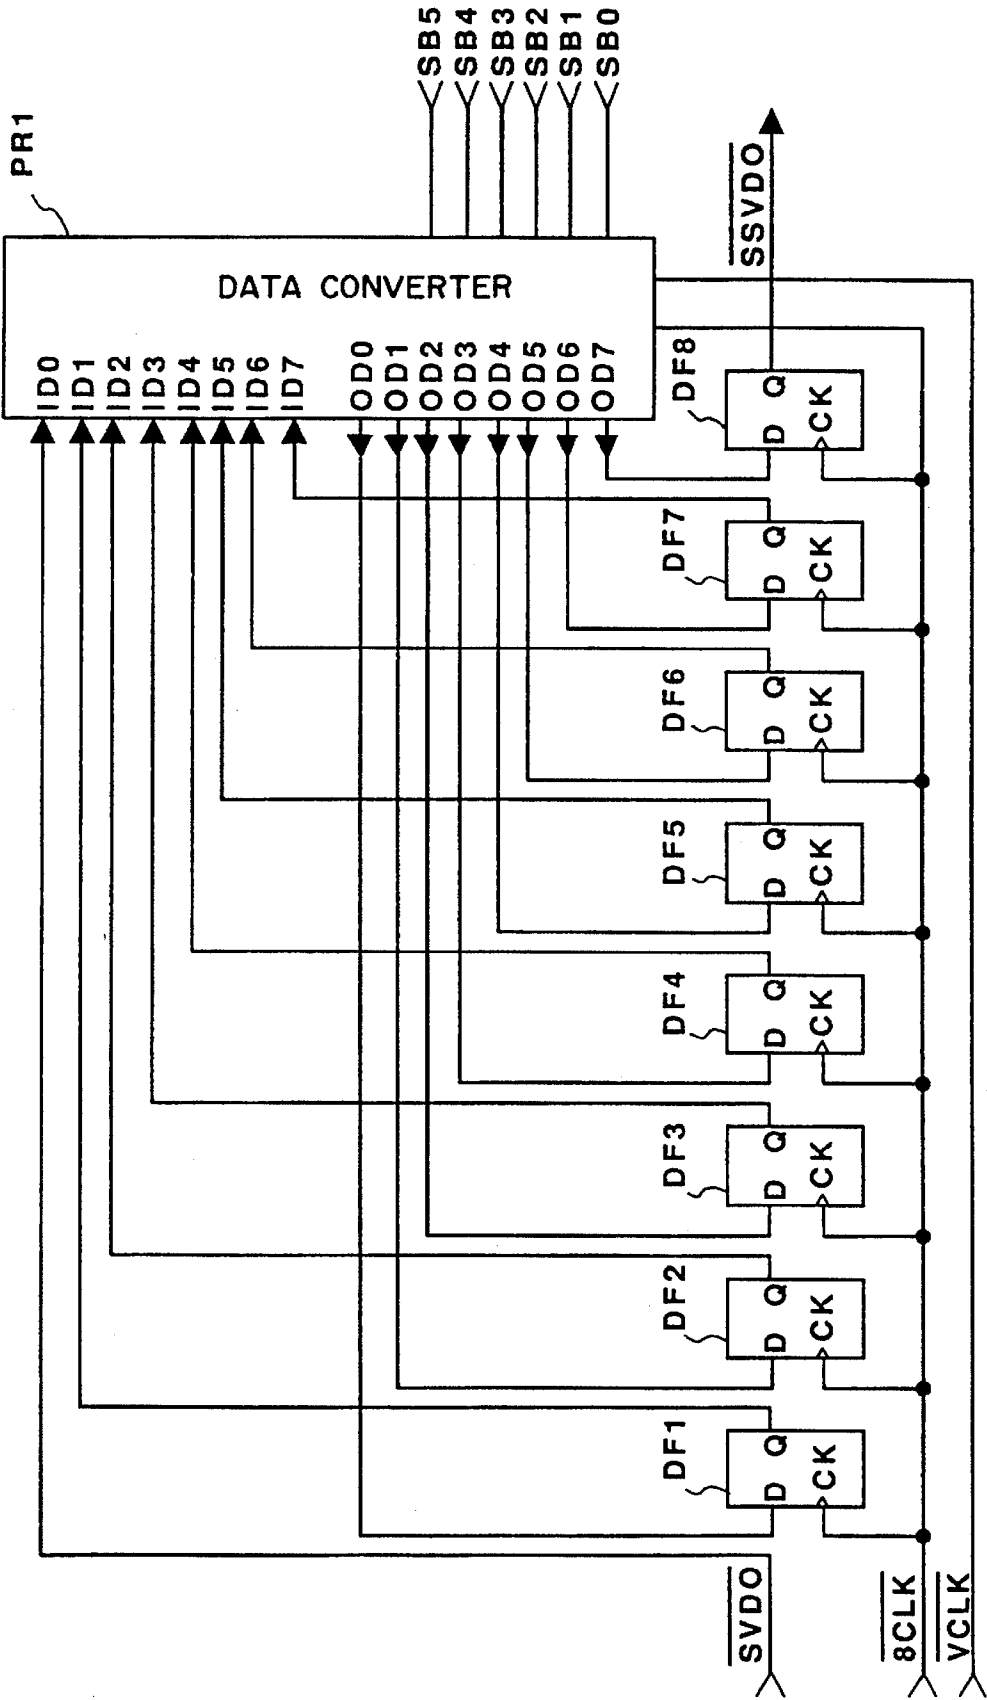 PR1
DATA CONVERTER
ID0
ID1
ID2
ID3
ID4
ID5
ID6
ID7
OD0
OD1
OD2
OD3
OD4
OD5
OD6
OD7
SB5
SB4
SB3
SB2
SB1
SB0
SSVDO
DF1
D Q
CK
DF2
D Q
CK
DF3
D Q
CK
DF4
D Q
CK
DF5
D Q
CK
DF6
D Q
CK
DF7
D Q
CK
DF8
D Q
CK
SVDO
8CLK
VCLK